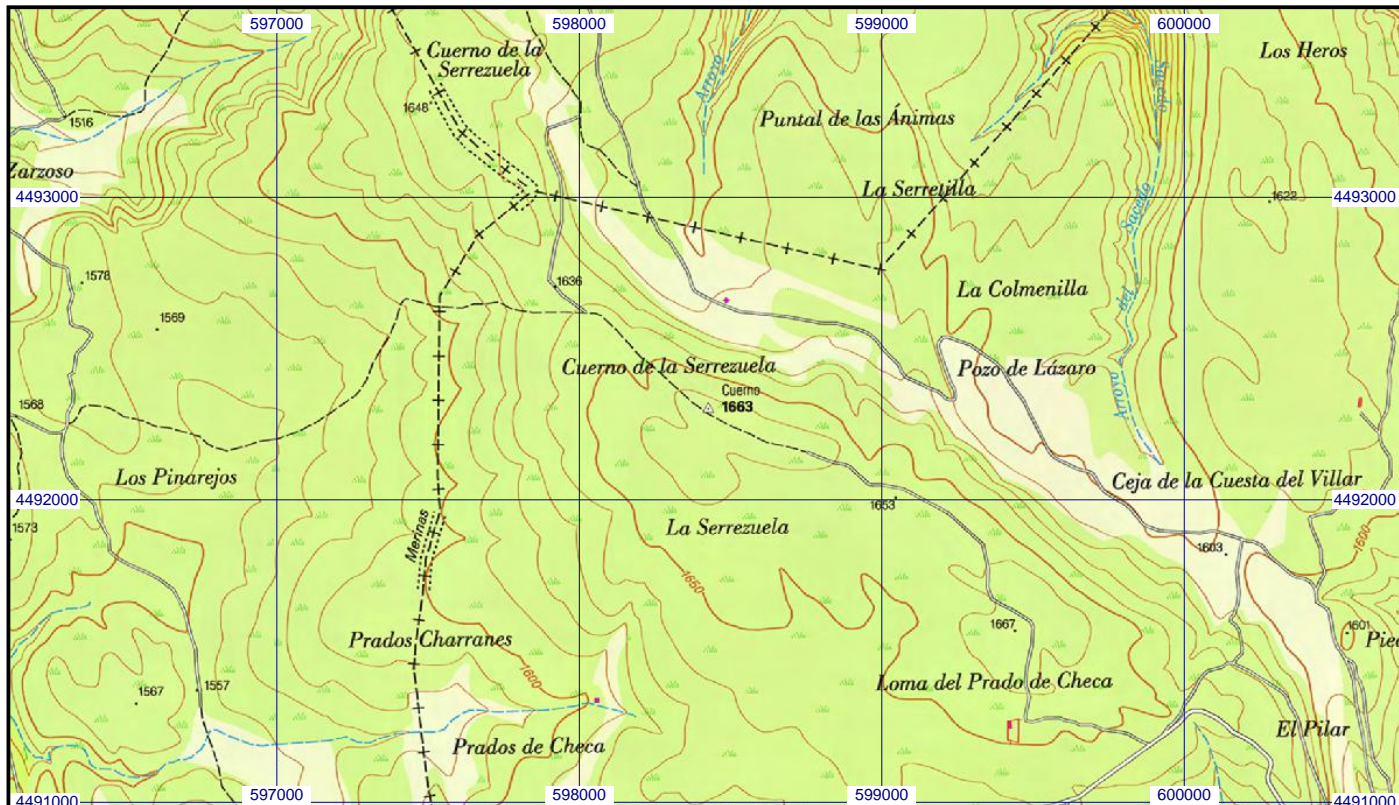 597000
598000
599000
600000
Cuerno de la
Serrezuela
Arroyo
Saceda
Los Heros
1648
1516
Puntal de las Ánimas
Zarzoso
La Serretilla
4493000
1622
4493000
Saceda
1578
1636
La Colmenilla
del
1569
Cuerno de la Serrezuela
Pozo de Lázaro
Cuerno
1663
Arroyo
1568
Los Pinarejos
Ceja de la Cuesta del Villar
4492000
1653
4492000
1573
Merinas
La Serrezuela
1603
1600
1650
Prados Charranes
1667
1601
1600
Loma del Prado de Checa
1567
1557
El Pilar
Prados de Checa
4491000
597000
598000
599000
600000
4491000